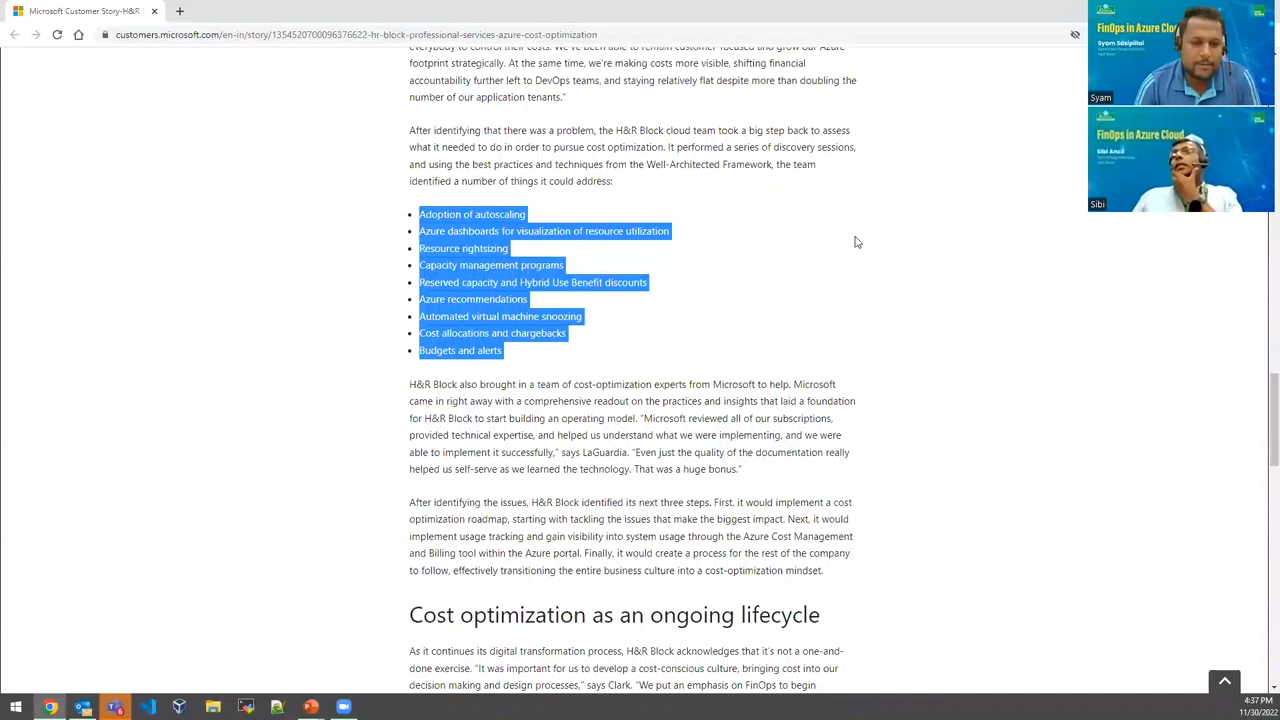 Microsoft Customer Story-H&R
customers.microsoft.com/en-in/story/1354520700096376622-hr-block-professional-services-azure-cost-optimization
footprint strategically. At the same time, we're making costs more visible, shifting financial
accountability further left to DevOps teams, and staying relatively flat despite more than doubling the
number of our application tenants."
After identifying that there was a problem, the H&R Block cloud team took a big step back to assess
what it needed to do in order to pursue cost optimization. It performed a series of discovery sessions,
and using the best practices and techniques from the Well-Architected Framework, the team
identified a number of things it could address:
• Adoption of autoscaling
• Azure dashboards for visualization of resource utilization
• Resource rightsizing
• Capacity management programs
• Reserved capacity and Hybrid Use Benefit discounts
• Azure recommendations
• Automated virtual machine snoozing
• Cost allocations and chargebacks
• Budgets and alerts
H&R Block also brought in a team of cost-optimization experts from Microsoft to help. Microsoft
came in right away with a comprehensive readout on the practices and insights that laid a foundation
for H&R Block to start building an operating model. "Microsoft reviewed all of our subscriptions,
provided technical expertise, and helped us understand what we were implementing, and we were
able to implement it successfully," says LaGuardia. "Even just the quality of the documentation really
helped us self-serve as we learned the technology. That was a huge bonus."
After identifying the issues, H&R Block identified its next three steps. First, it would implement a cost
optimization roadmap, starting with tackling the issues that make the biggest impact. Next, it would
implement usage tracking and gain visibility into system usage through the Azure Cost Management
and Billing tool within the Azure portal. Finally, it would create a process for the rest of the company
to follow, effectively transitioning the entire business culture into a cost-optimization mindset.
Cost optimization as an ongoing lifecycle
As it continues its digital transformation process, H&R Block acknowledges that it's not a one-and-
done exercise. "It was important for us to develop a cost-conscious culture, bringing cost into our
decision making and design processes," says Clark. "We put an emphasis on FinOps to begin
FinOps in Azure Clou
Syam Sasipillai
Syam
FinOps in Azure Cloud
Sibi Ancil
Sibi
4:37 PM
11/30/2022